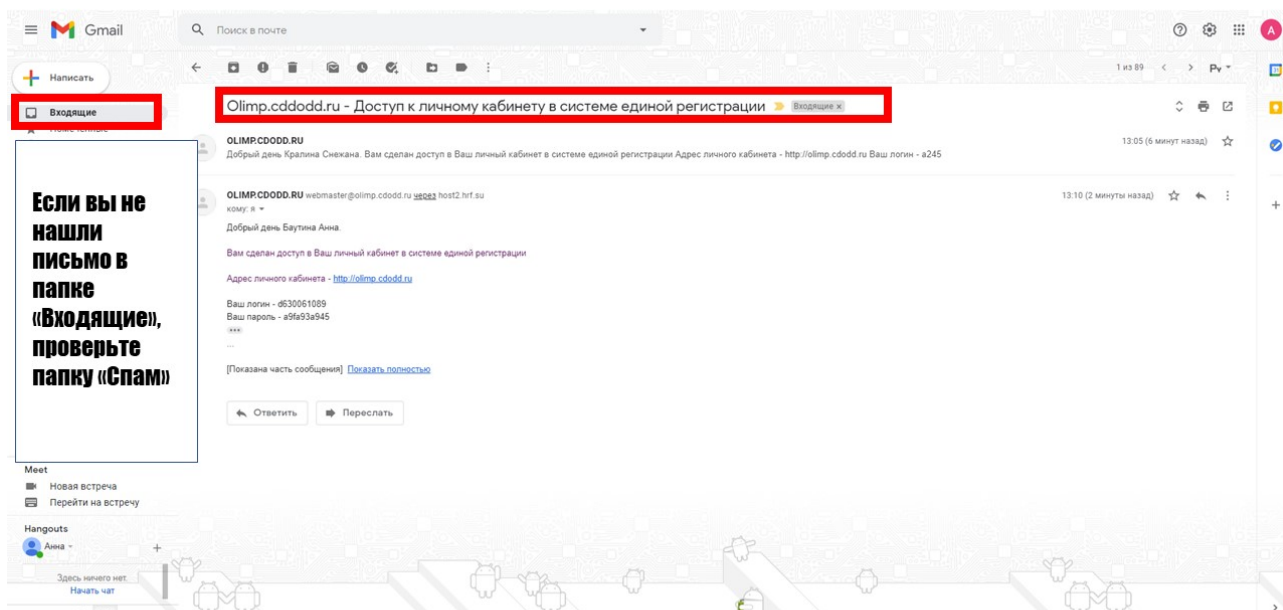 Gmail
Поиск в почте
Написать
1 из 89
Входящие
Olimp.cddodd.ru - Доступ к личному кабинету в системе единой регистрации Входящие x
OLIMP.CDODD.RU
13:05 (6 минут назад)
Добрый день Кралина Снежана. Вам сделан доступ в Ваш личный кабинет в системе единой регистрации Адрес личного кабинета - http://olimp.cdodd.ru Ваш логин - a245
Если вы не
нашли
письмо в
папке
«Входящие»,
проверьте
папку «Спам»
OLIMP.CDODD.RU webmaster@olimp.cdodd.ru через host2.hrf.su
13:10 (2 минуты назад)
кому: я
Добрый день Баутина Анна.
Вам сделан доступ в Ваш личный кабинет в системе единой регистрации
Адрес личного кабинета - http://olimp.cdodd.ru
Ваш логин - d630061089
Ваш пароль - a9fa93a945
...
[Показана часть сообщения] Показать полностью
Ответить
Переслать
Meet
Новая встреча
Перейти на встречу
Hangouts
Анна
Здесь ничего нет.
Начать чат